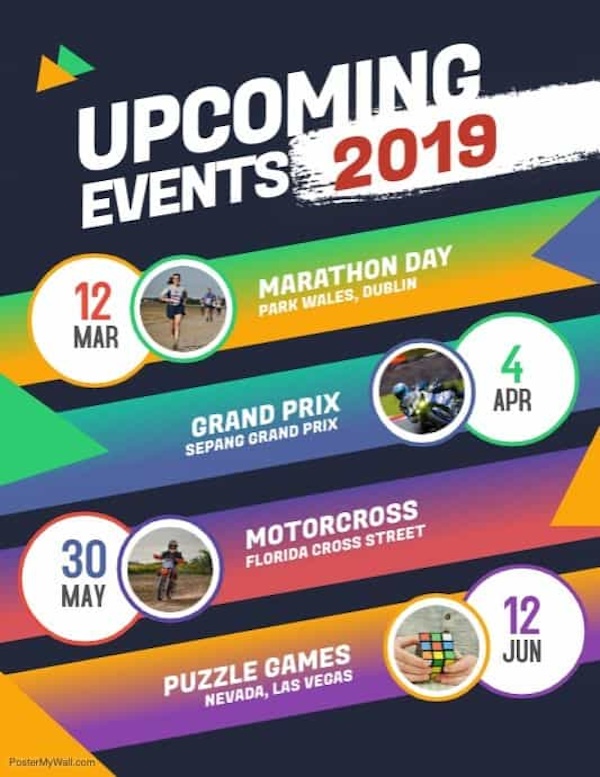 UPCOMING
EVENTS 2019
12
MAR
MARATHON DAY
PARK WALES, DUBLIN
GRAND PRIX
SEPANG GRAND PRIX
4
APR
30
MAY
MOTORCROSS
FLORIDA CROSS STREET
PUZZLE GAMES
NEVADA, LAS VEGAS
12
JUN
PosterMyWall.com